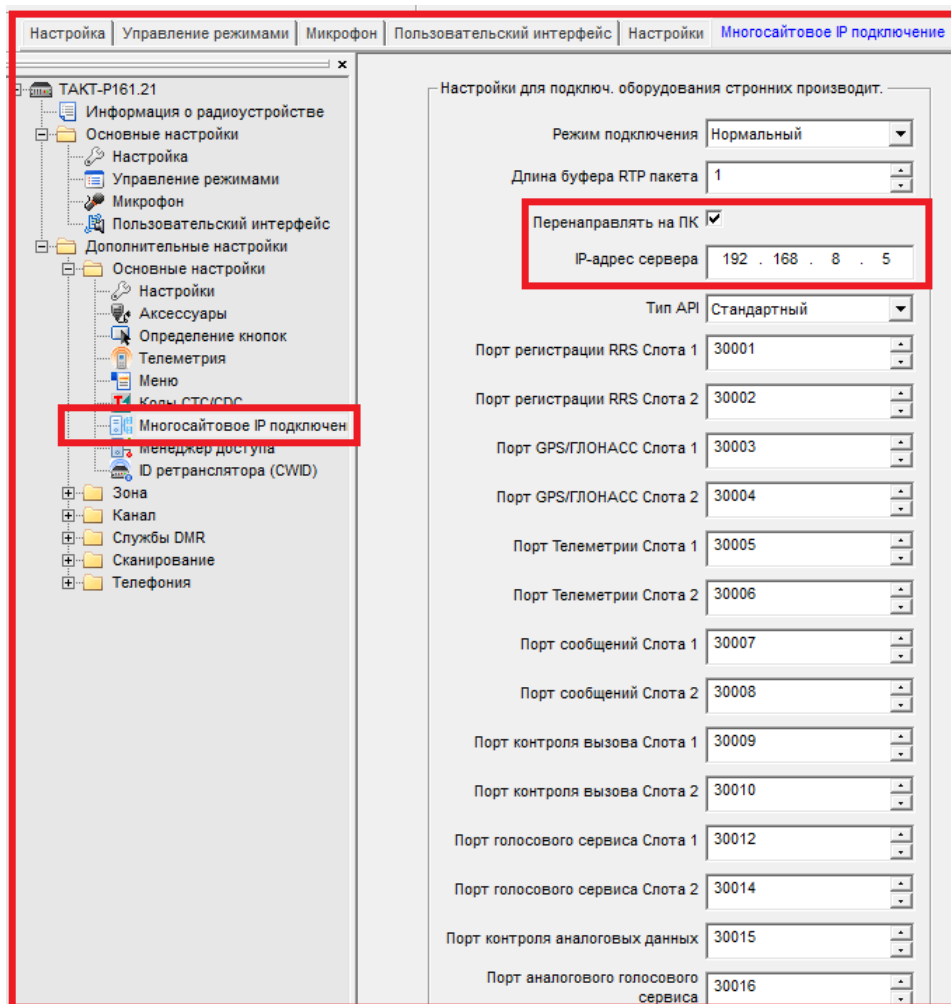 Настройка Управление режимами Микрофон Пользовательский интерфейс Настройки Многосайтовое IP подключение
x
ТАКТ-Р161.21
Информация о радиоустройстве
Основные настройки
Настройка
Управление режимами
Микрофон
Пользовательский интерфейс
Дополнительные настройки
Основные настройки
Настройки
Аксессуары
Определение кнопок
Телеметрия
Меню
Коды CTC/CDC
Многосайтовое IP подключен
Менеджер доступа
ID ретранслятора (CWID)
Зона
Канал
Службы DMR
Сканирование
Телефония
Настройки для подключ. оборудования стронних производит.
Режим подключения Нормальный
Длина буфера RTP пакета 1
Перенаправлять на ПК
IP-адрес сервера 192 . 168 . 8 . 5
Тип API Стандартный
Порт регистрации RRS Слота 1 30001
Порт регистрации RRS Слота 2 30002
Порт GPS/ГЛОНАСС Слота 1 30003
Порт GPS/ГЛОНАСС Слота 2 30004
Порт Телеметрии Слота 1 30005
Порт Телеметрии Слота 2 30006
Порт сообщений Слота 1 30007
Порт сообщений Слота 2 30008
Порт контроля вызова Слота 1 30009
Порт контроля вызова Слота 2 30010
Порт голосового сервиса Слота 1 30012
Порт голосового сервиса Слота 2 30014
Порт контроля аналоговых данных 30015
Порт аналогового голосового
сервиса 30016